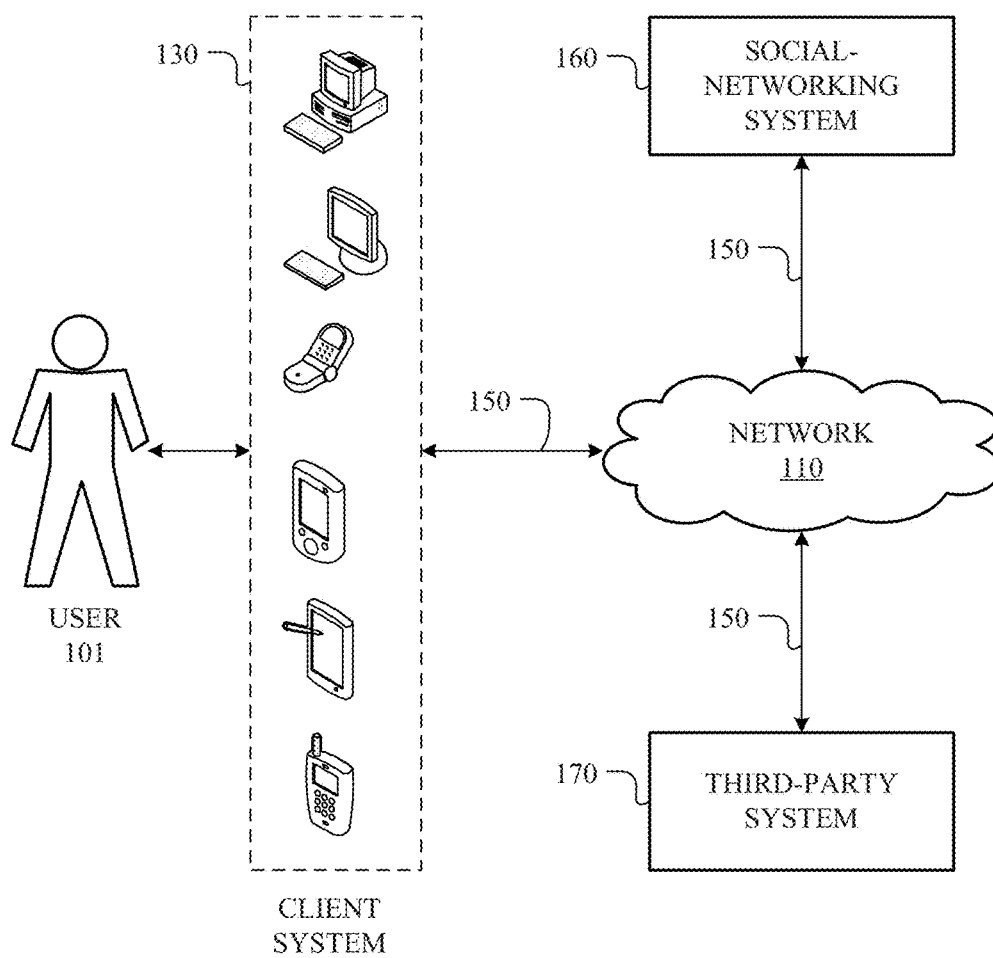 130
160
SOCIAL-
NETWORKING
SYSTEM
150
150
NETWORK
110
USER
101
150
170
THIRD-PARTY
SYSTEM
CLIENT
SYSTEM